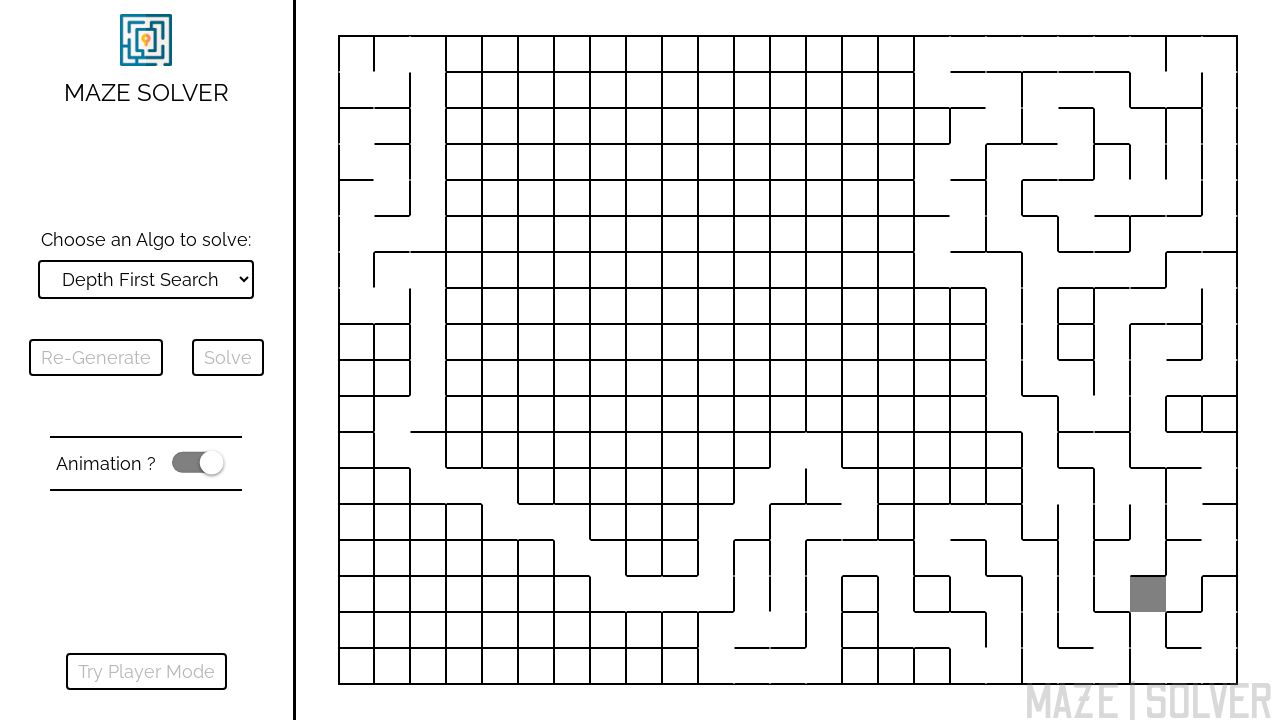 MAZE SOLVER
Choose an Algo to solve:
Depth First Search
Re-Generate
Solve
Animation ?
Try Player Mode
MAZE | SOLVER